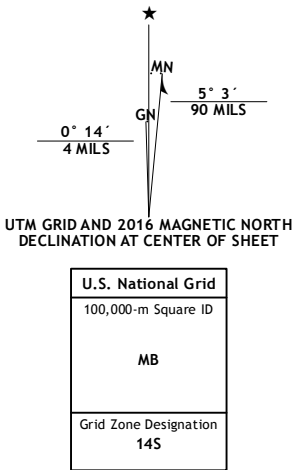 ★
MN
GN
5° 3´
90 MILS
0° 14´
4 MILS
UTM GRID AND 2016 MAGNETIC NORTH
DECLINATION AT CENTER OF SHEET
U.S. National Grid
100,000-m Square ID
MB
Grid Zone Designation
14S